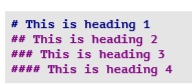 # This is heading 1
## This is heading 2
### This is heading 3
#### This is heading 4